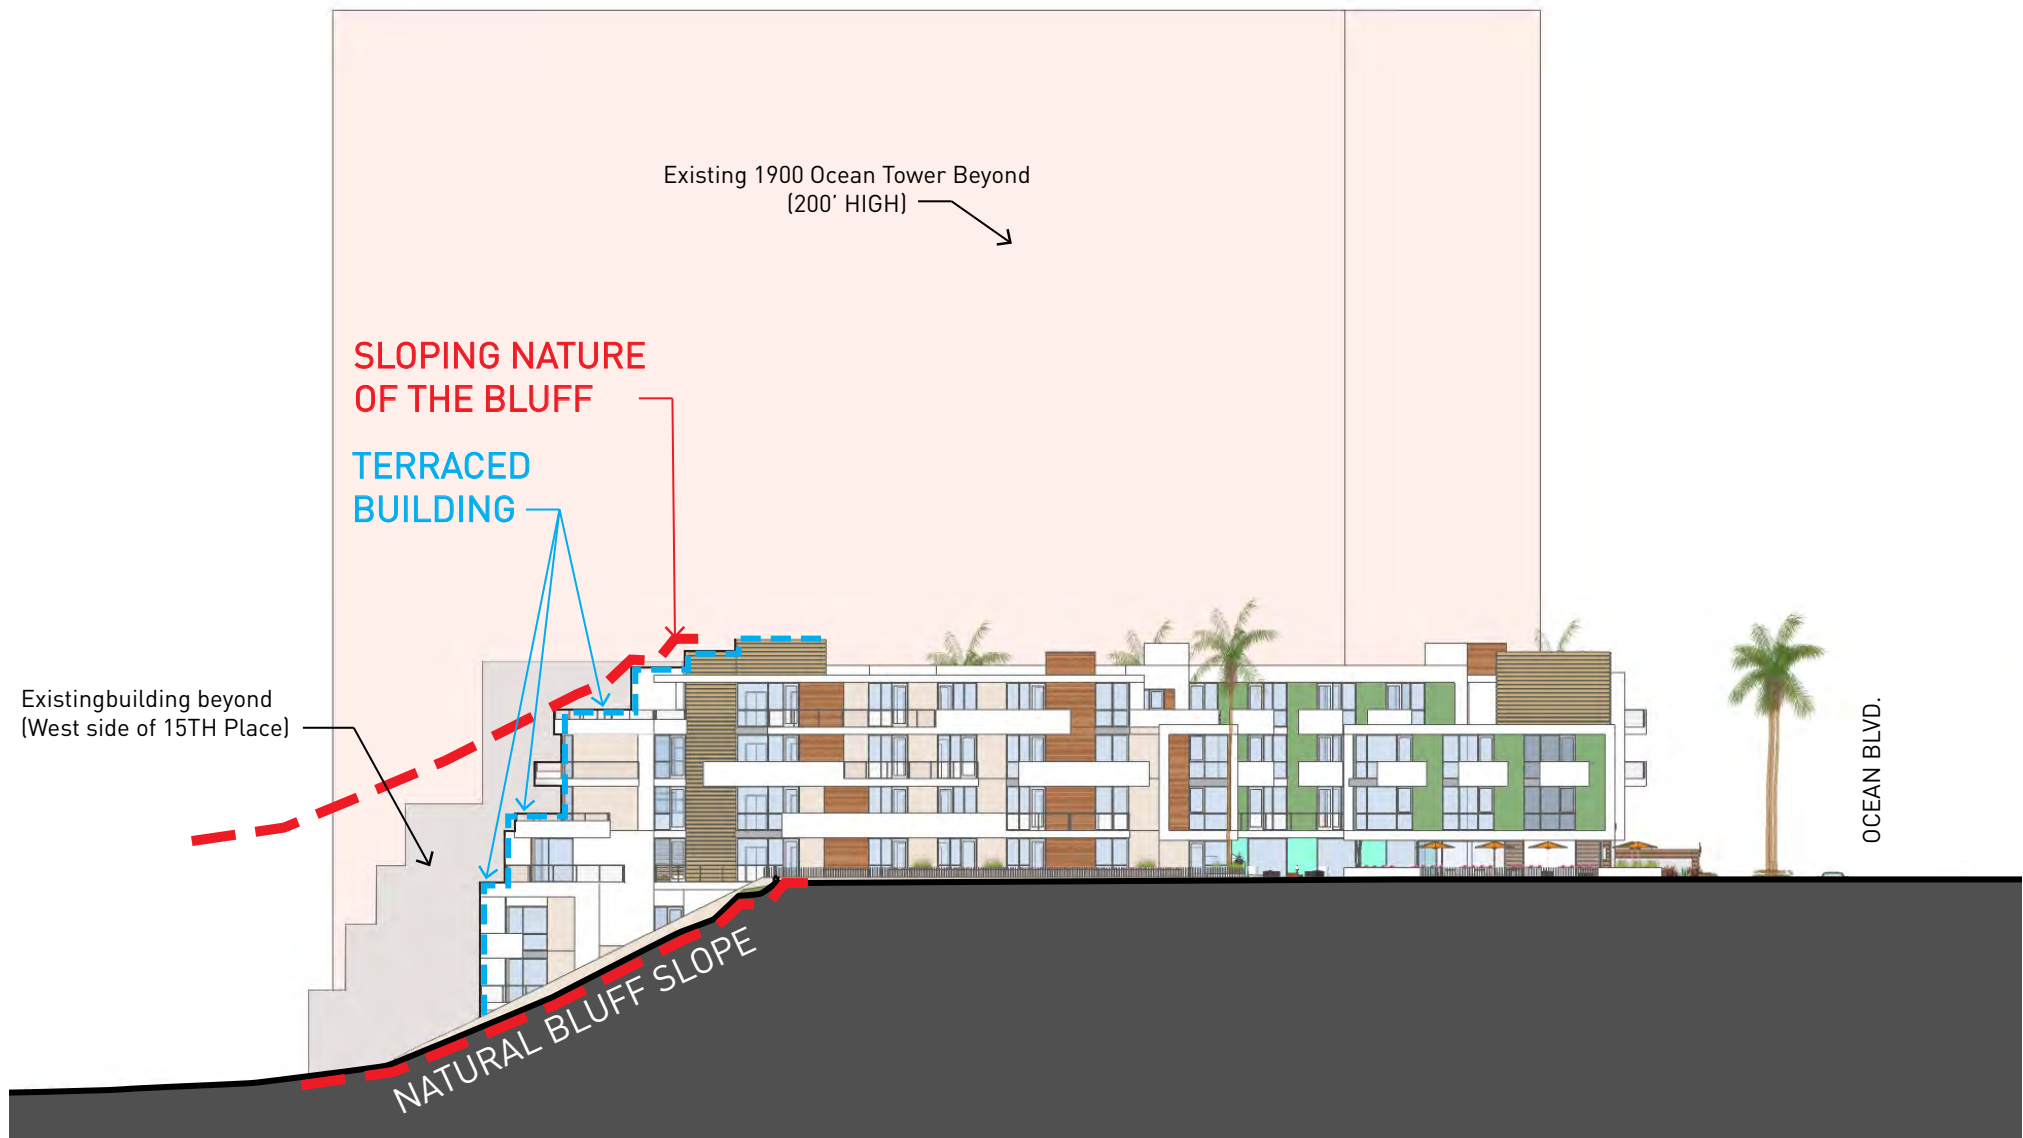 Existing 1900 Ocean Tower Beyond
(200’ HIGH)
SLOPING NATURE
OF THE BLUFF
TERRACED
BUILDING
Existingbuilding beyond
(West side of 15TH Place)
OCEAN BLVD.
NATURAL BLUFF SLOPE